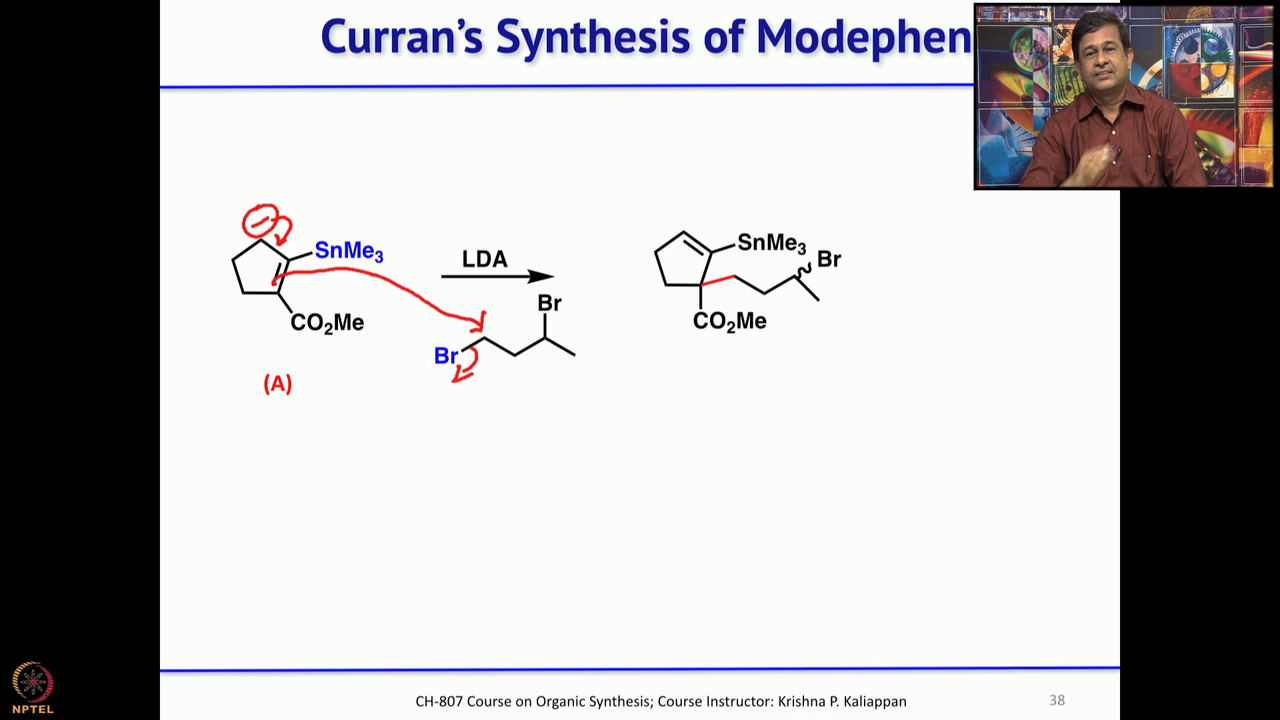 Curran's Synthesis of Modephen
SnMe3
CO2Me
(A)
LDA
Br
Br
SnMe3
Br
CO2Me
CH-807 Course on Organic Synthesis; Course Instructor: Krishna P. Kaliappan
38
NPTEL